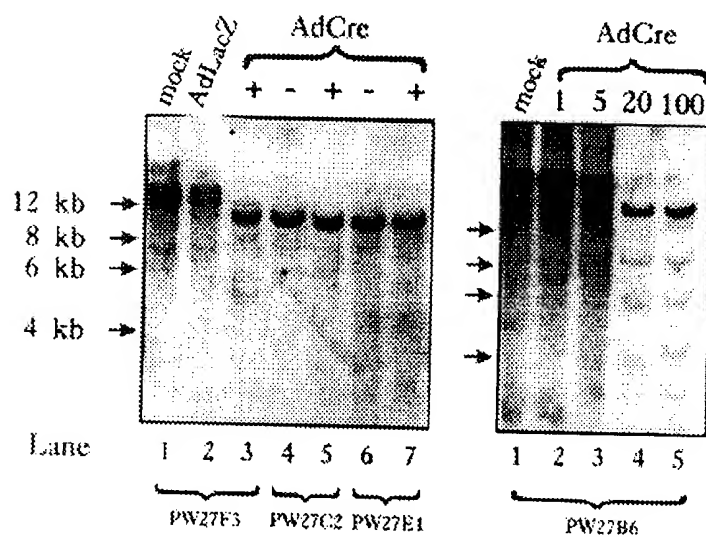 AdCre
mock AdLacZ + - + - +
12 kb
8 kb
6 kb
4 kb
Lane 1 2 3 4 5 6 7
PW27F3 PW27C2 PW27E1
AdCre
mock 1 5 20 100
1 2 3 4 5
PW27B6